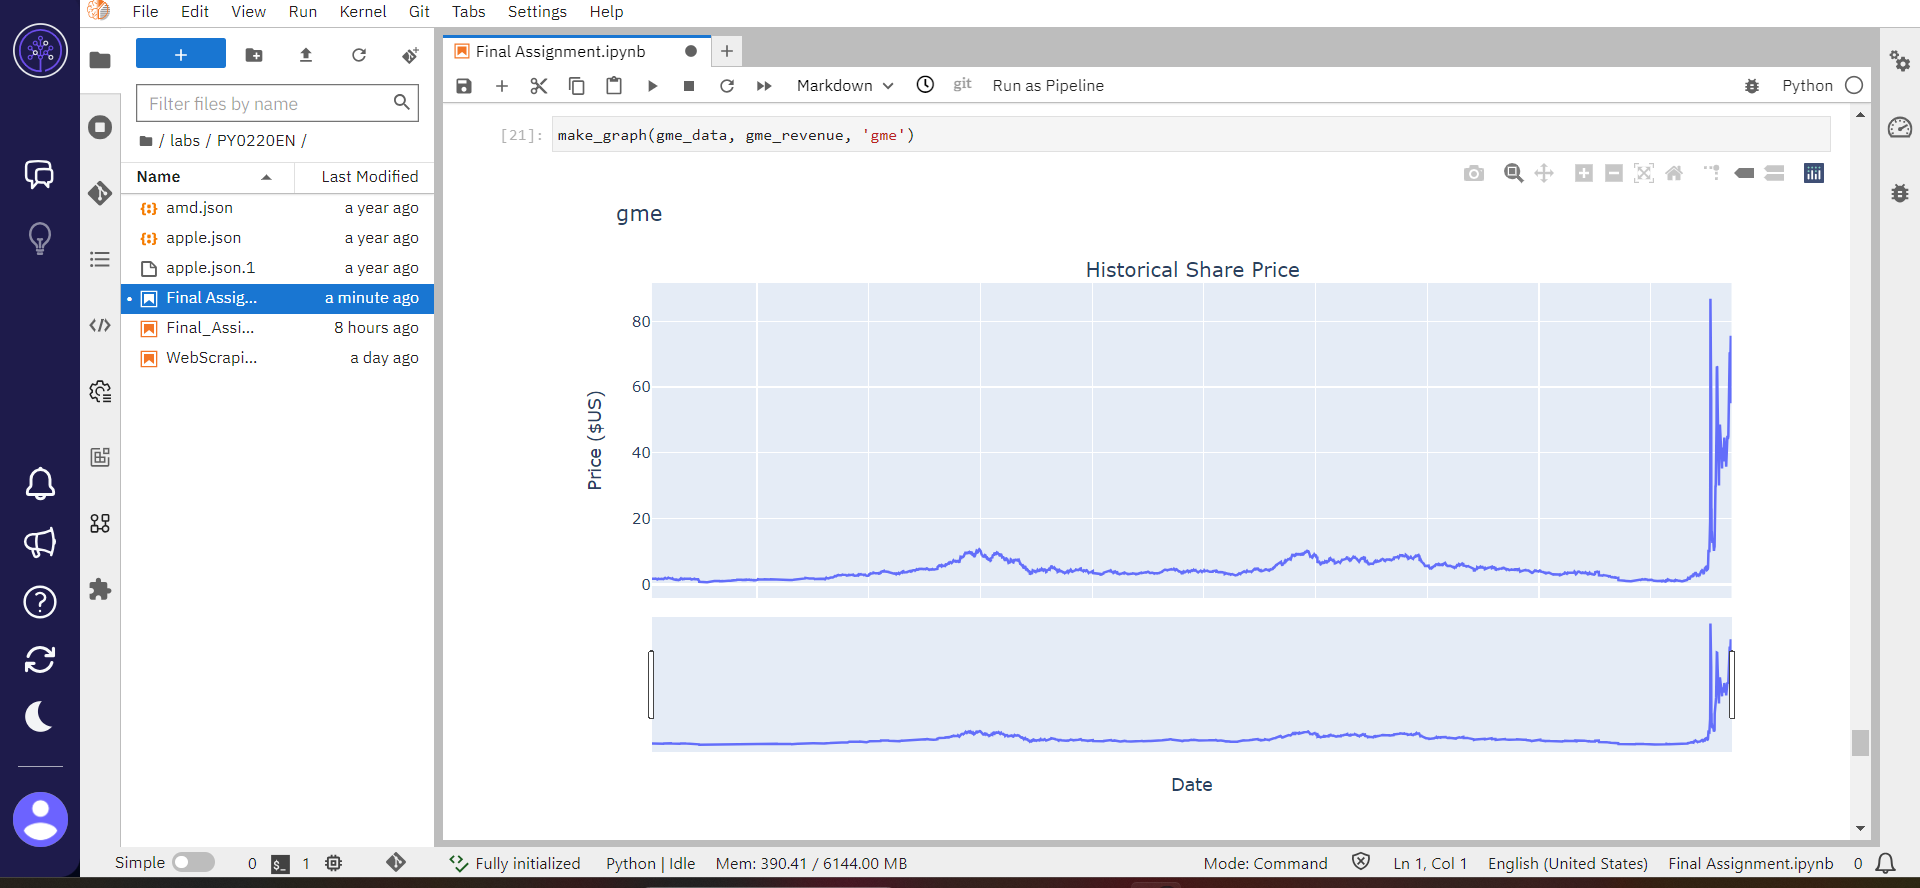 File Edit View Run Kernel Git Tabs Settings Help
+
Filter files by name
/ labs / PY0220EN /
Name Last Modified
amd.json a year ago
apple.json a year ago
apple.json.1 a year ago
Final Assig... a minute ago
Final_Assi... 8 hours ago
WebScrapi... a day ago
Final Assignment.ipynb
Markdown git Run as Pipeline Python
[21]: make_graph(gme_data, gme_revenue, 'gme')
gme
Historical Share Price
80
60
40
20
0
Price ($US)
Date
Simple 0 $_ 1 Fully initialized Python | Idle Mem: 390.41 / 6144.00 MB Mode: Command Ln 1, Col 1 English (United States) Final Assignment.ipynb 0